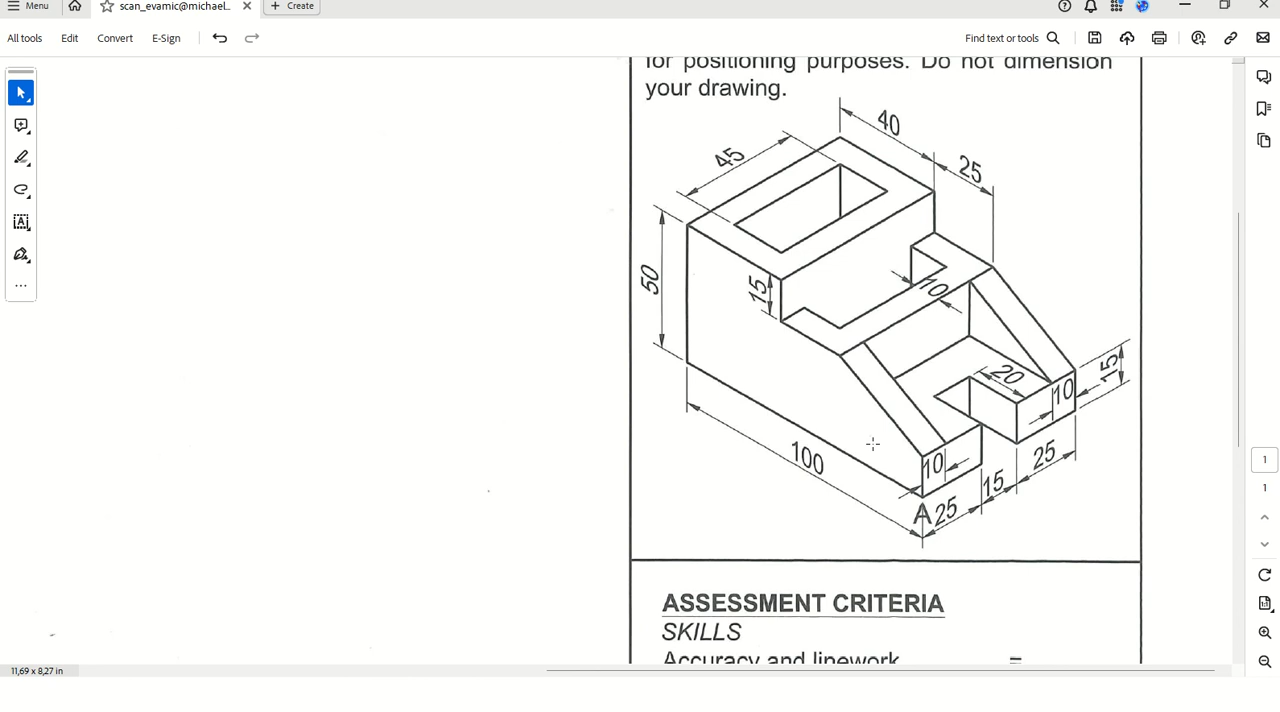 Menu
scan_evamic@michael...
Create
All tools
Edit
Convert
E-Sign
Find text or tools
for positioning purposes. Do not dimension
your drawing.
40
45
25
50
15
10
20
15
10
100
10
25
15
A
25
ASSESSMENT CRITERIA
SKILLS
Accuracy and linework =
1
1
11,69 x 8,27 in